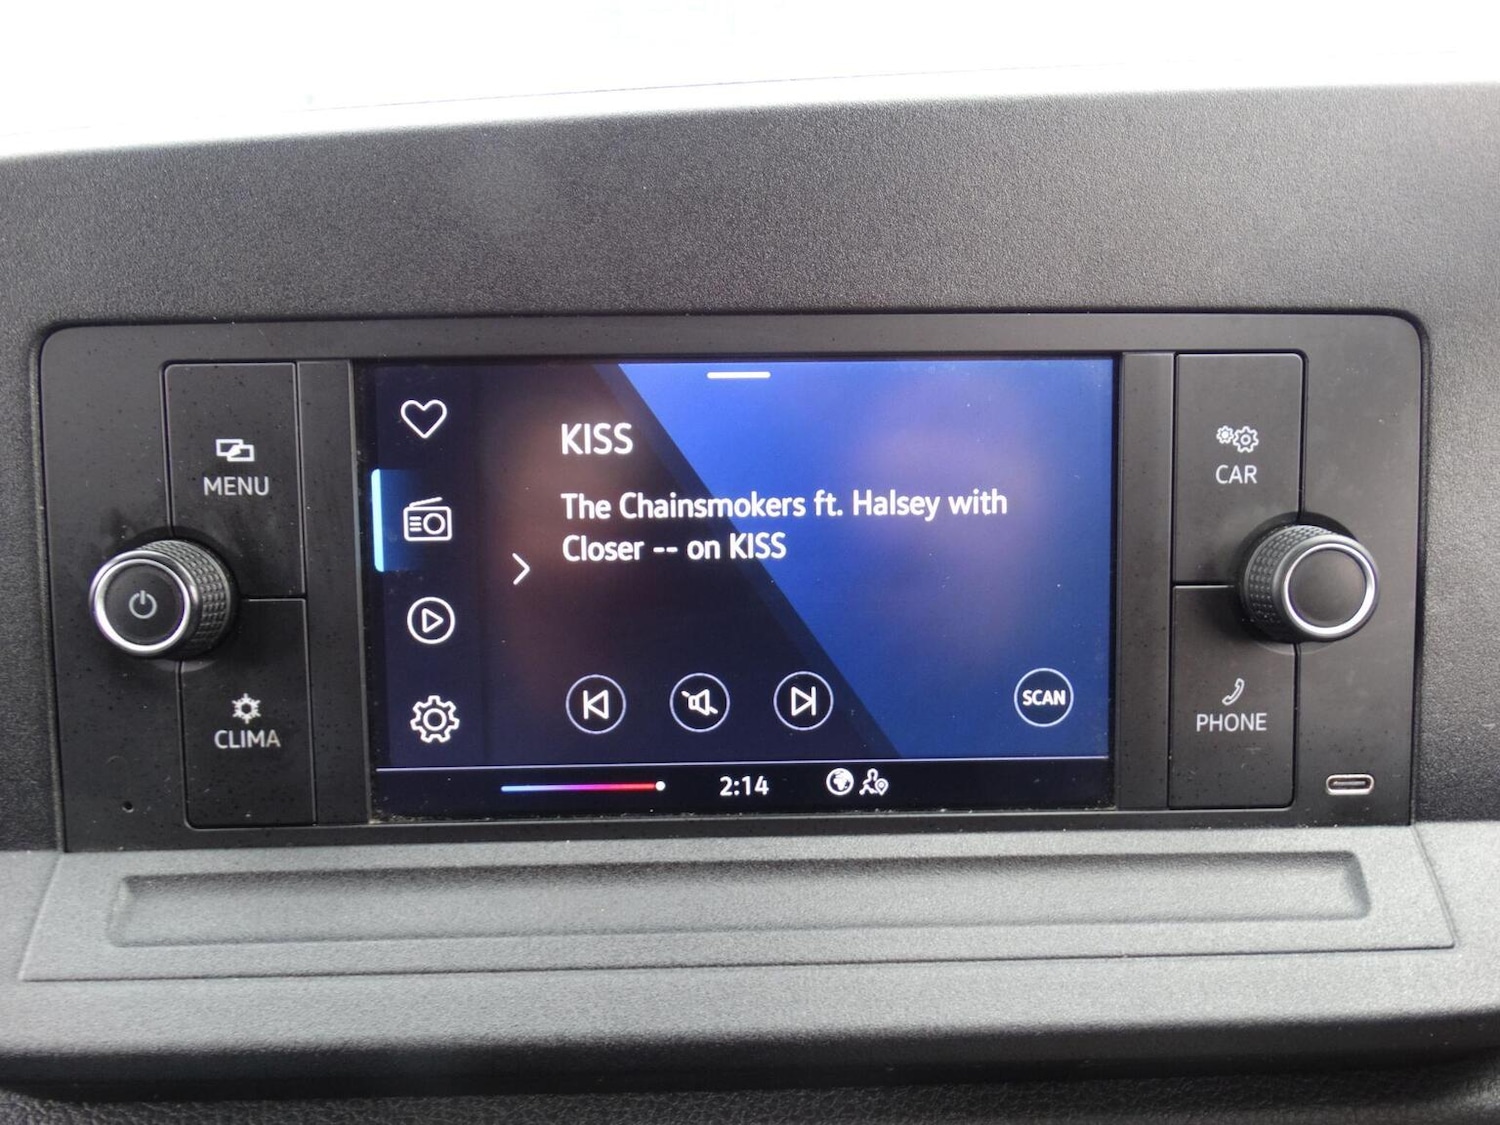 MENU
CLIMA
KISS
The Chainsmokers ft. Halsey with
Closer -- on KISS
SCAN
2:14
CAR
PHONE